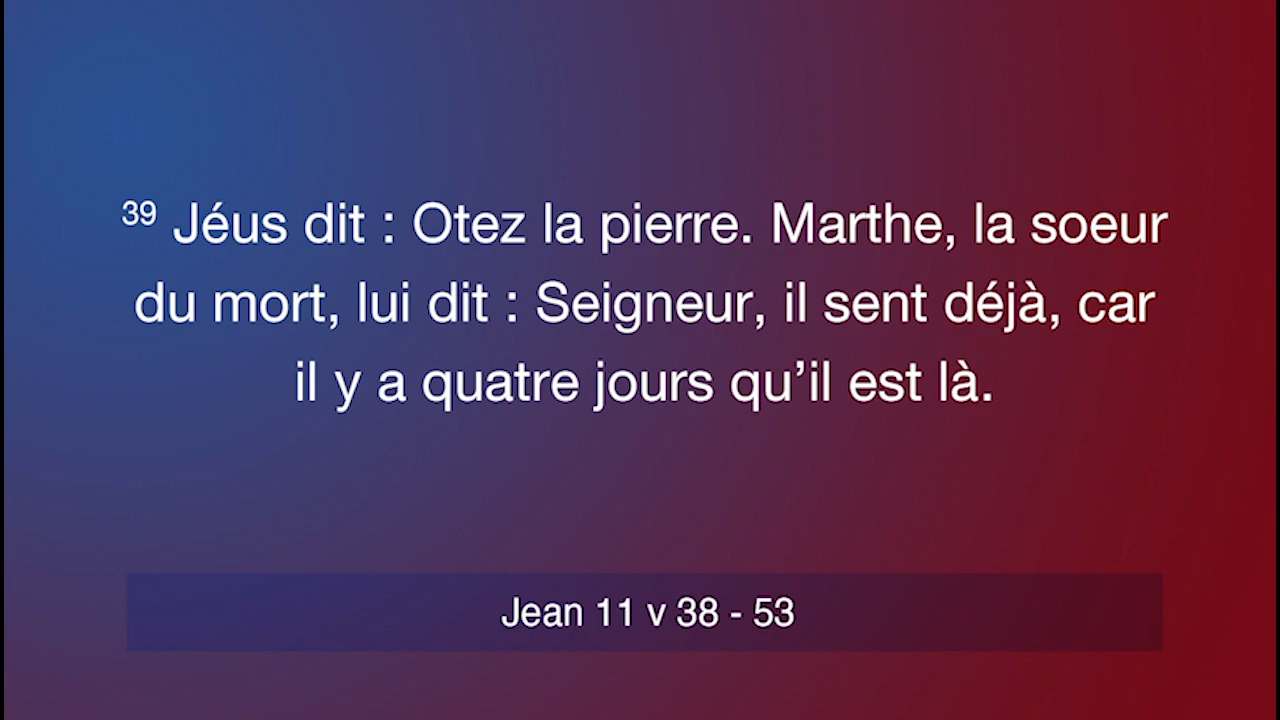 39 Jéus dit : Otez la pierre. Marthe, la soeur
du mort, lui dit : Seigneur, il sent déjà, car
il y a quatre jours qu’il est là.
Jean 11 v 38 - 53